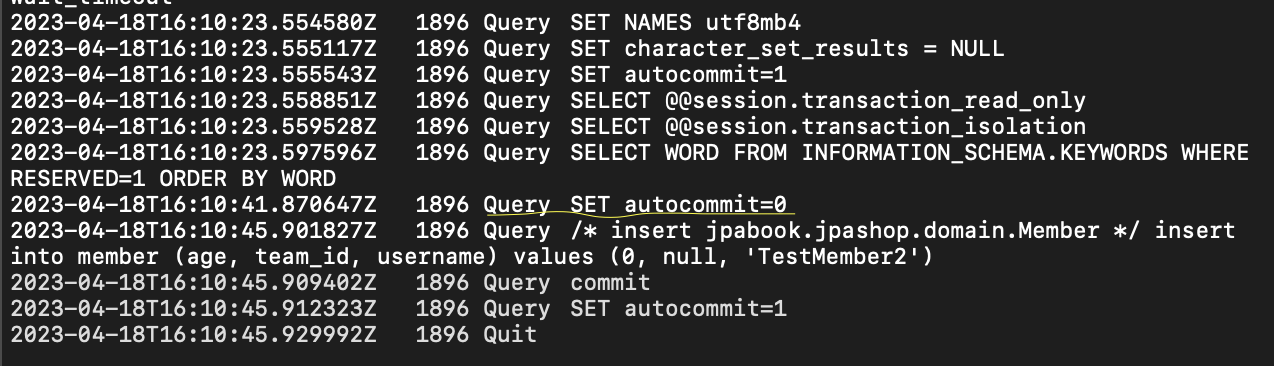 wait_timeout
2023-04-18T16:10:23.554580Z 1896 Query SET NAMES utf8mb4
2023-04-18T16:10:23.555117Z 1896 Query SET character_set_results = NULL
2023-04-18T16:10:23.555543Z 1896 Query SET autocommit=1
2023-04-18T16:10:23.558851Z 1896 Query SELECT @@session.transaction_read_only
2023-04-18T16:10:23.559528Z 1896 Query SELECT @@session.transaction_isolation
2023-04-18T16:10:23.597596Z 1896 Query SELECT WORD FROM INFORMATION_SCHEMA.KEYWORDS WHERE
RESERVED=1 ORDER BY WORD
2023-04-18T16:10:41.870647Z 1896 Query SET autocommit=0
2023-04-18T16:10:45.901827Z 1896 Query /* insert jpabook.jpashop.domain.Member */ insert
into member (age, team_id, username) values (0, null, 'TestMember2')
2023-04-18T16:10:45.909402Z 1896 Query commit
2023-04-18T16:10:45.912323Z 1896 Query SET autocommit=1
2023-04-18T16:10:45.929992Z 1896 Quit